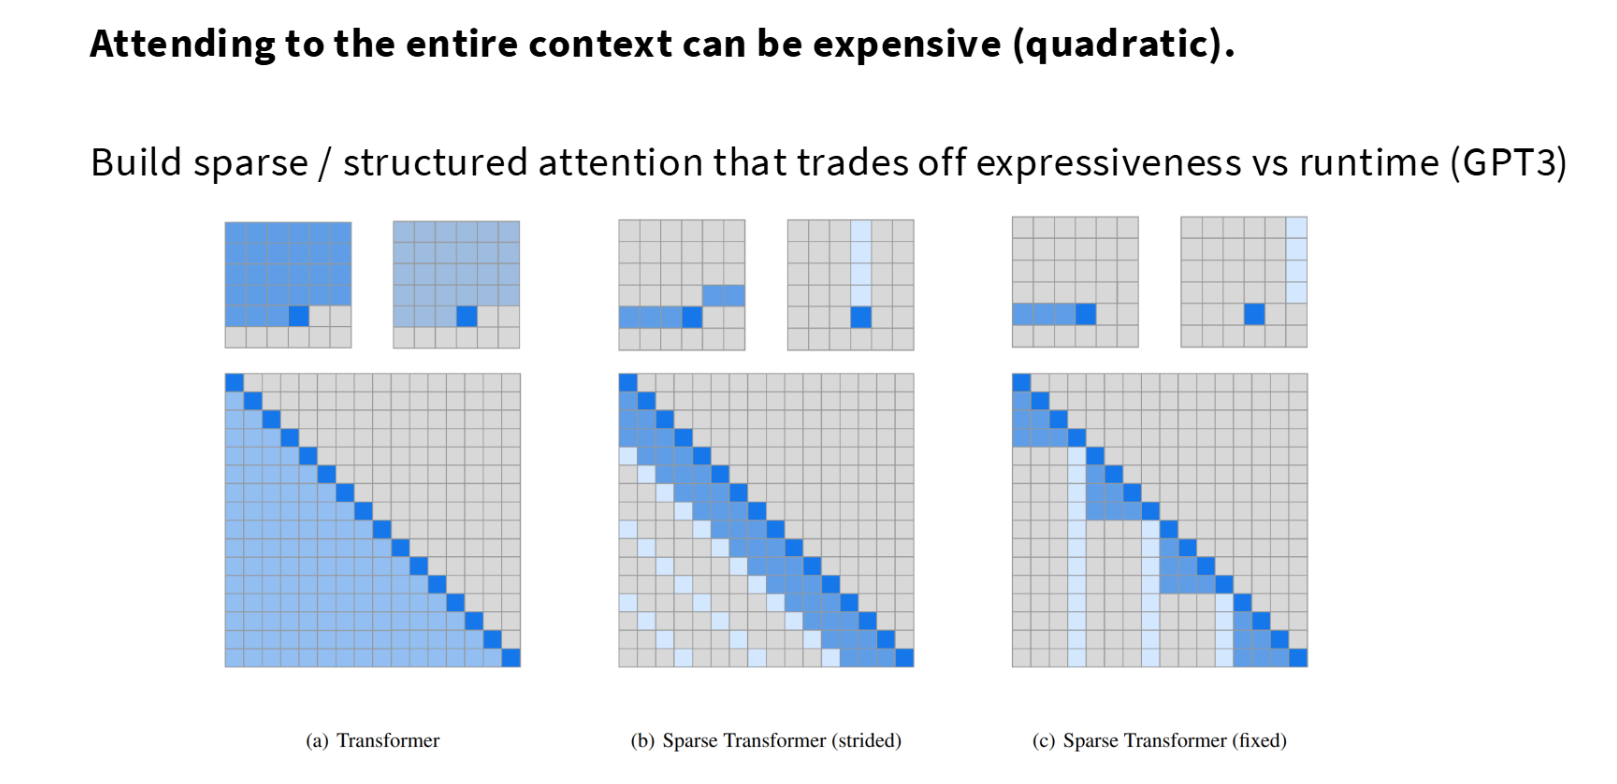 Attending to the entire context can be expensive (quadratic).
Build sparse / structured attention that trades off expressiveness vs runtime (GPT3)
(a) Transformer
(b) Sparse Transformer (strided)
(c) Sparse Transformer (fixed)